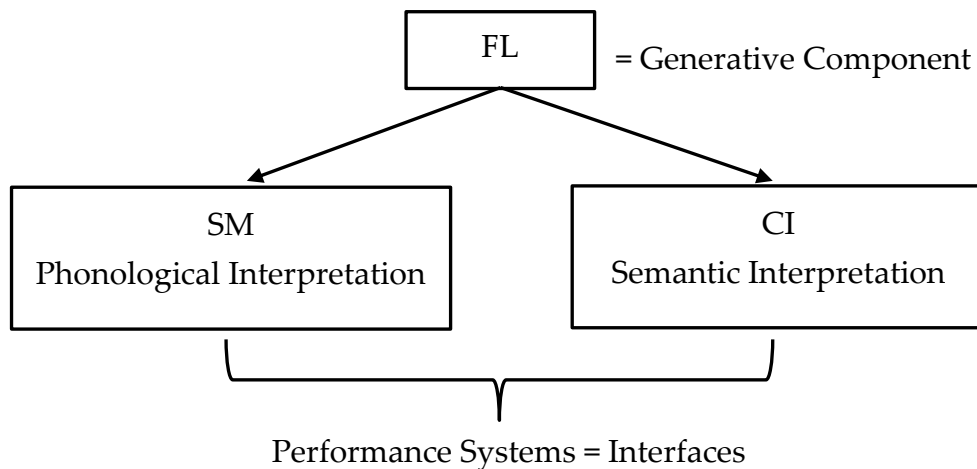 FL
= Generative Component
SM
Phonological Interpretation
CI
Semantic Interpretation
Performance Systems = Interfaces